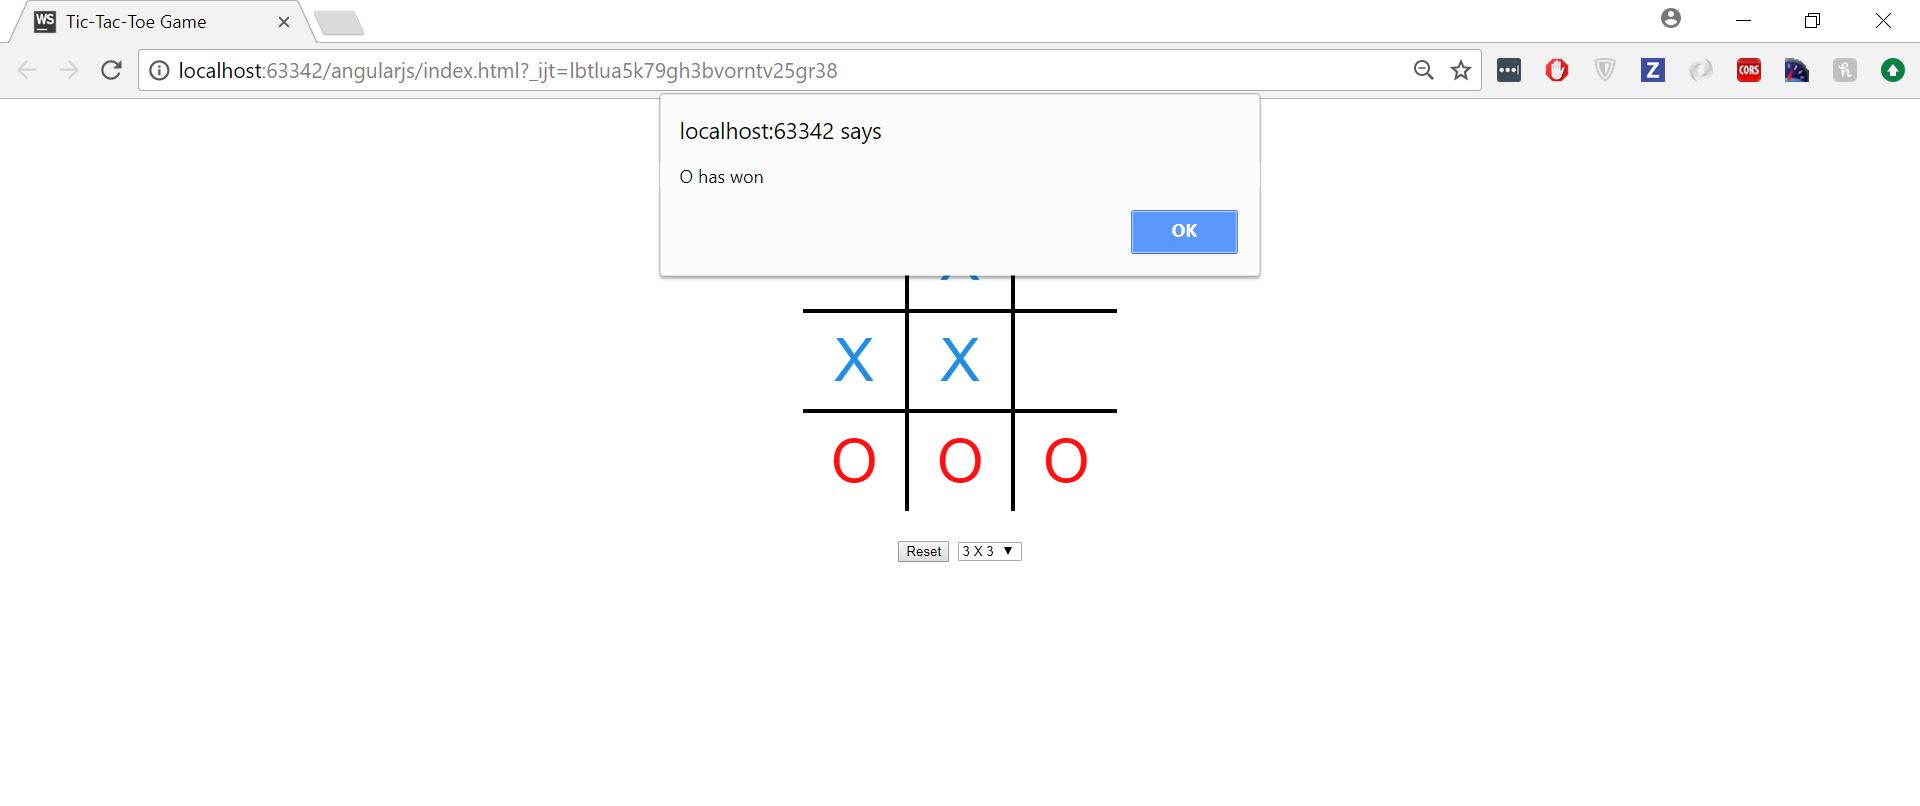 WS Tic-Tac-Toe Game
localhost:63342/angularjs/index.html?_ijt=lbtlua5k79gh3bvorntv25gr38
Z CORS h
localhost:63342 says
O has won
OK
X
X X
O O O
Reset 3 X 3